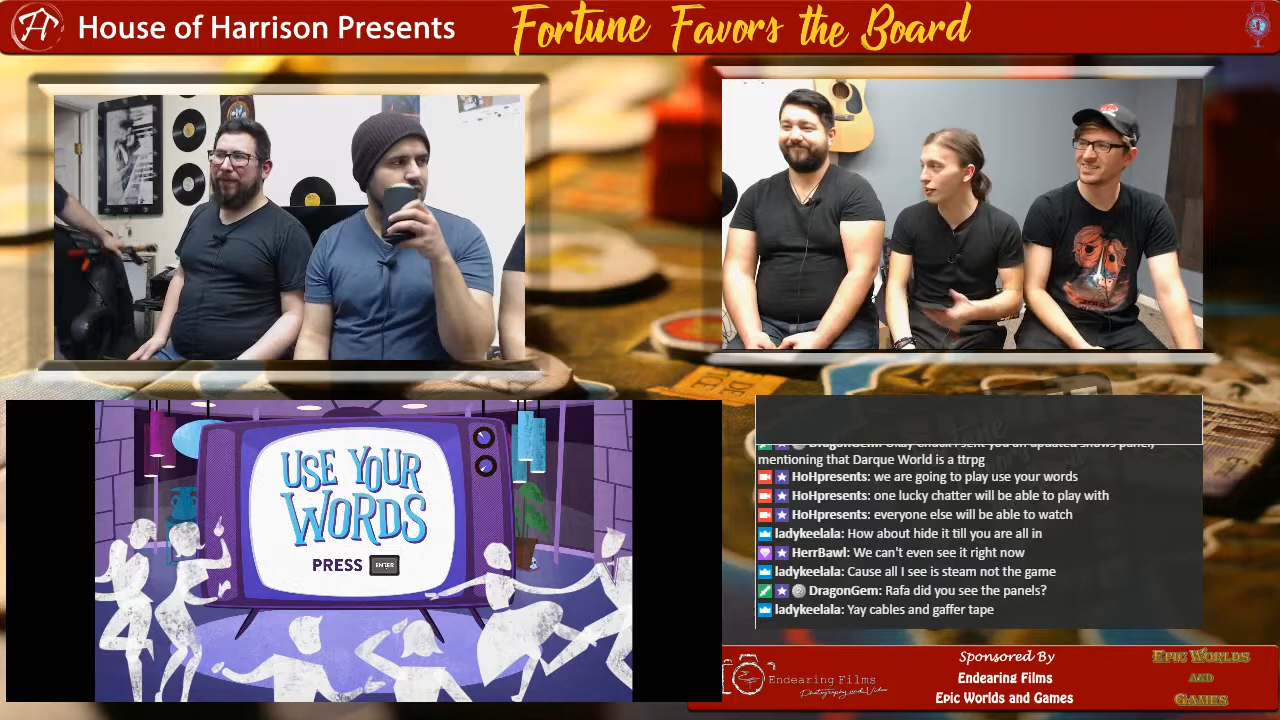 House of Harrison Presents
Fortune Favors the Board
USE YOUR
WORDS
PRESS ENTER
mentioning that Darque World is a ttrpg
HoHpresents: we are going to play use your words
HoHpresents: one lucky chatter will be able to play with
HoHpresents: everyone else will be able to watch
ladykeelala: How about hide it till you are all in
HerrBawl: We can't even see it right now
ladykeelala: Cause all I see is steam not the game
DragonGem: Rafa did you see the panels?
ladykeelala: Yay cables and gaffer tape
Endearing Films
Photography and Video
Sponsored By
Endearing Films
Epic Worlds and Games
EPIC WORLDS
AND
GAMES